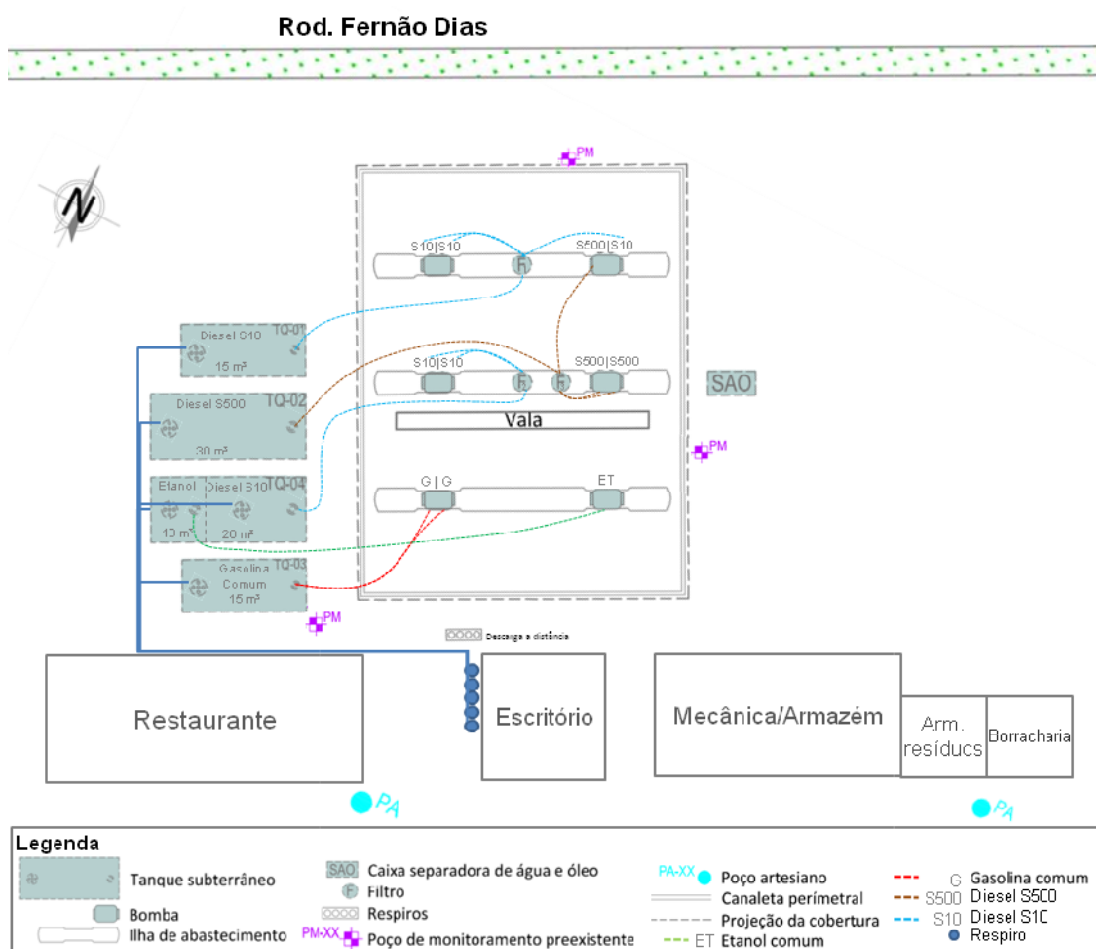 Rod. Fernão Dias
N
PM
S10|S10
S500|S10
F
Diesel S10
TQ-01
15 m³
S10|S10
S500|S500
F
F
SAO
Diesel S500
TQ-02
30 m³
Vala
PM
Etanol
Diesel S10
TQ-04
10 m³
20 m³
G | G
ET
Gasolina
TQ-03
Comum
15 m³
PM
Descarga a distância
Restaurante
Escritório
Mecânica/Armazém
Arm.
resíducs
Borracharia
PA
PA
Legenda
Tanque subterrâneo
Bomba
Ilha de abastecimento
SAO Caixa separadora de água e óleo
F Filtro
Respiros
PM-XX Poço de monitoramento preexistente
PA-XX Poço artesiano
Canaleta perimetral
Projeção da cobertura
ET Etanol comum
G Gasolina comum
S500 Diesel S500
S10 Diesel S10
Respiro